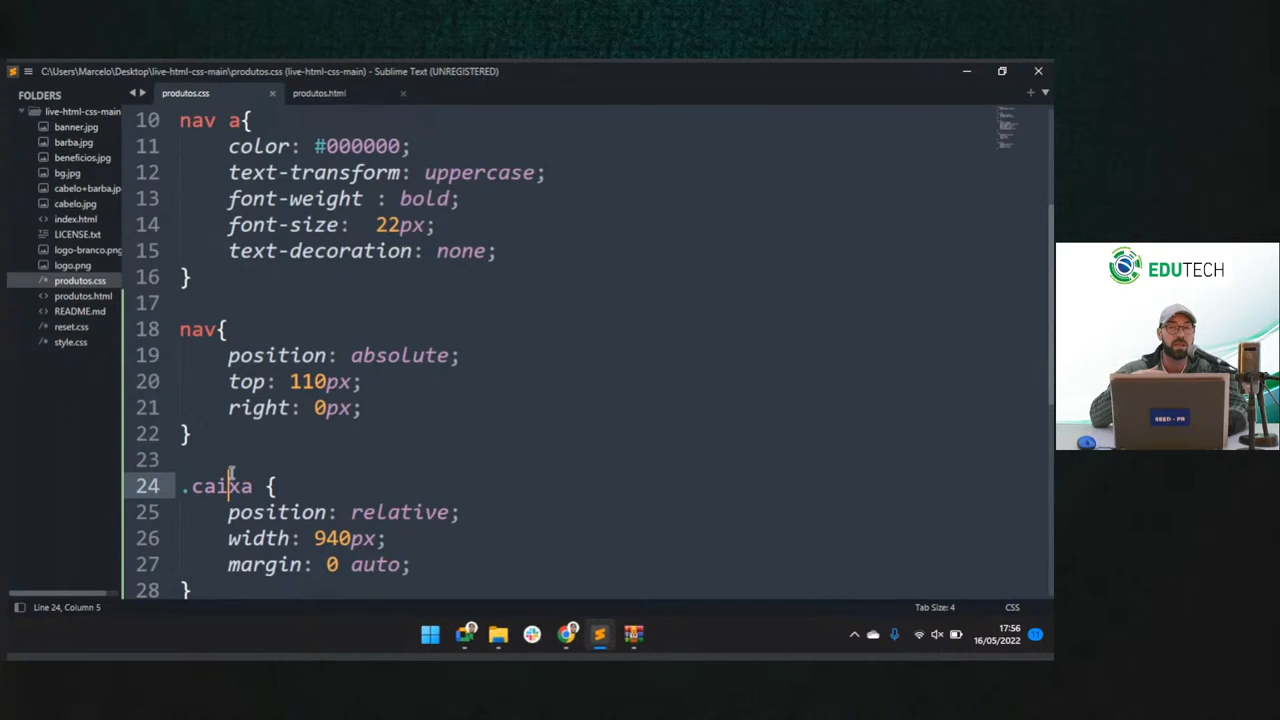 C:\Users\Marcelo\Desktop\live-html-css-main\produtos.css (live-html-css-main) - Sublime Text (UNREGISTERED)
FOLDERS
live-html-css-main
banner.jpg
barba.jpg
beneficios.jpg
bg.jpg
cabelo+barba.jp
cabelo.jpg
index.html
LICENSE.txt
logo-branco.png
logo.png
produtos.css
produtos.html
README.md
reset.css
style.css
produtos.css
produtos.html
10 nav a{
11 color: #000000;
12 text-transform: uppercase;
13 font-weight : bold;
14 font-size:  22px;
15 text-decoration: none;
16 }
17
18 nav{
19 position: absolute;
20 top: 110px;
21 right: 0px;
22 }
23
24 .caixa {
25 position: relative;
26 width: 940px;
27 margin: 0 auto;
28 }
Line 24, Column 5
Tab Size: 4
CSS
17:56
16/05/2022
11
EDUTECH
SEED - PR